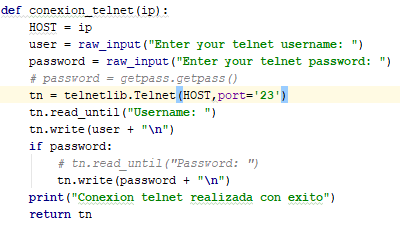 def conexion_telnet(ip):
    HOST = ip
    user = raw_input("Enter your telnet username: ")
    password = raw_input("Enter your telnet password: ")
    # password = getpass.getpass()
    tn = telnetlib.Telnet(HOST,port='23')
    tn.read_until("Username: ")
    tn.write(user + "\n")
    if password:
        # tn.read_until("Password: ")
        tn.write(password + "\n")
    print("Conexion telnet realizada con exito")
    return tn